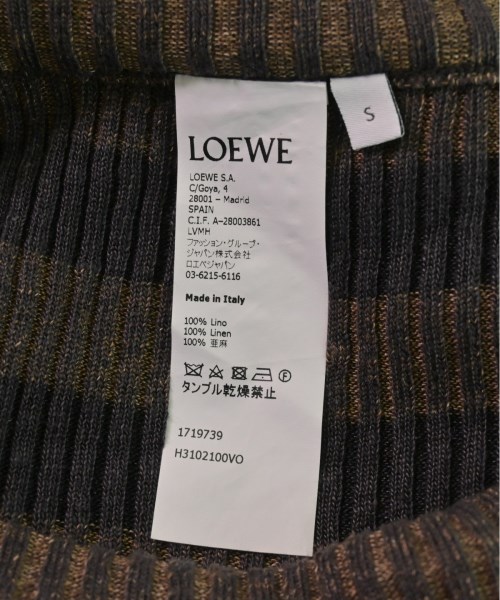 S
LOEWE
LOEWE S.A.
C/Goya, 4
28001 – Madrid
SPAIN
C.I.F. A–28003861
LVMH
ファッション・グループ・
ジャパン株式会社
ロエベジャパン
03-6215-6116
Made in Italy
100% Lino
100% Linen
100% 亜麻
F
タンブル乾燥禁止
1719739
H3102100VO